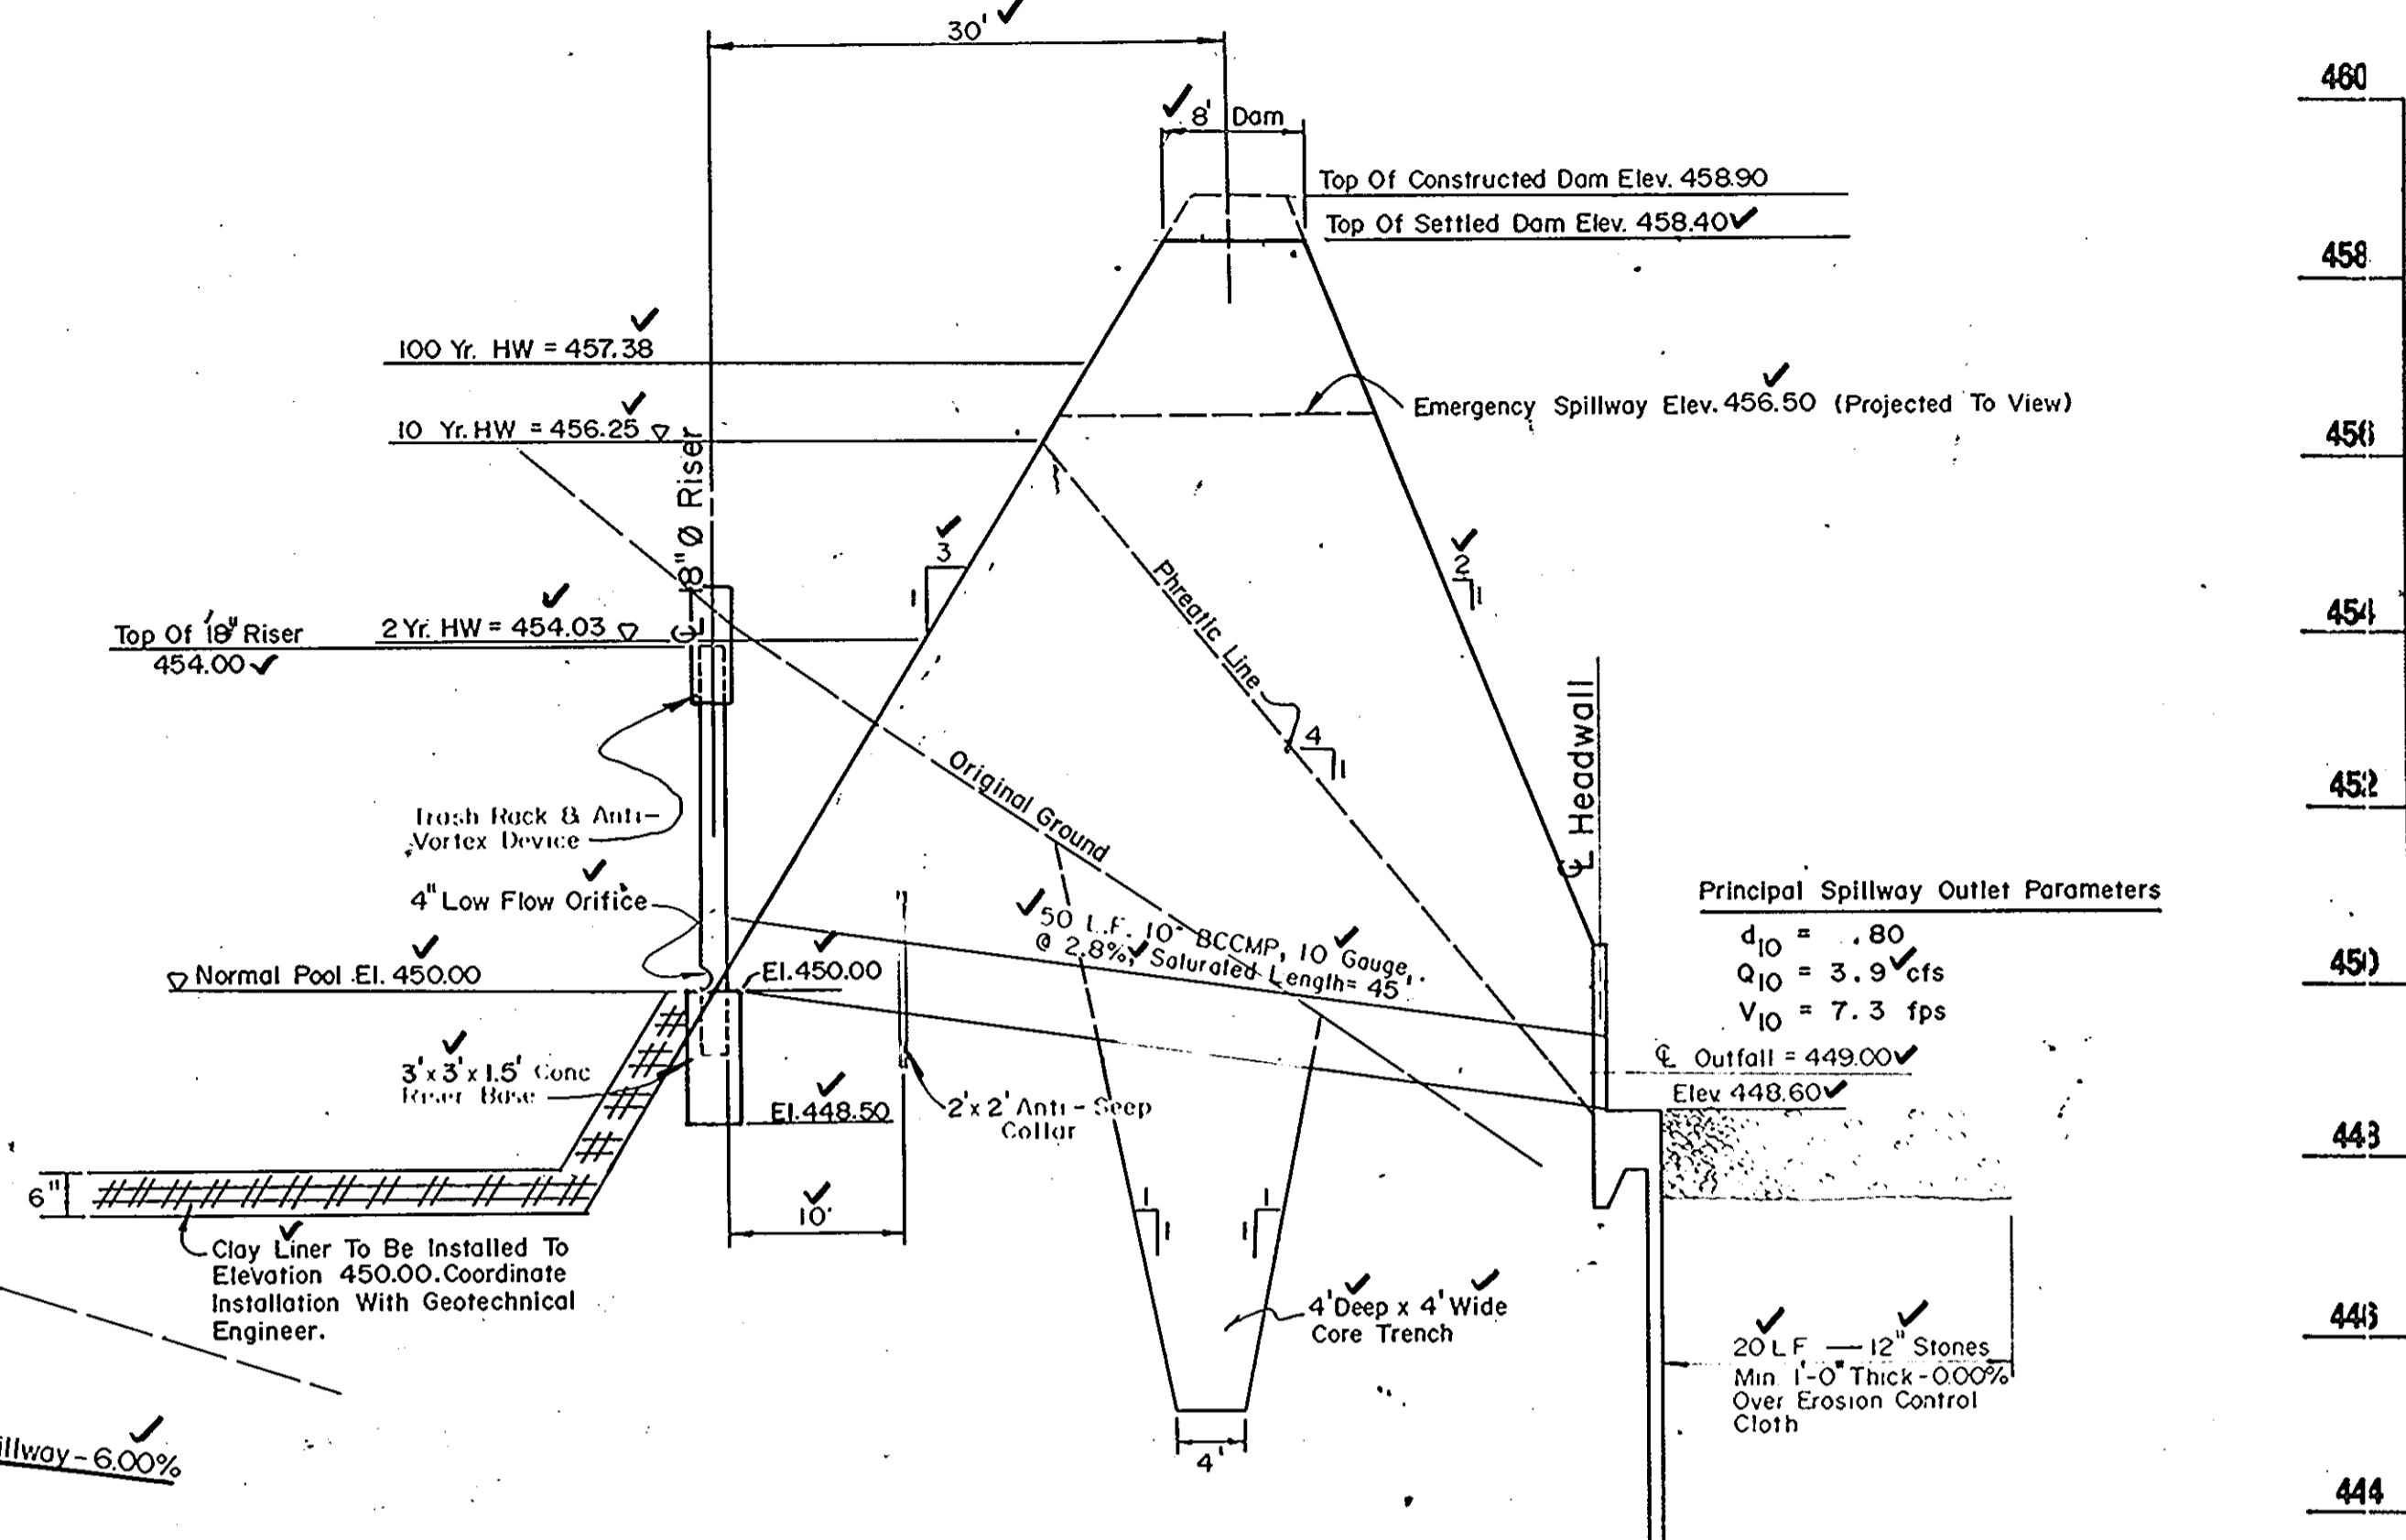 30'
8' Dam
Top Of Constructed Dam Elev. 458.90
Top Of Settled Dam Elev. 458.40
100 Yr. HW = 457.38
10 Yr. HW = 456.25
Emergency Spillway Elev. 456.50 (Projected To View)
℄ 18" Ø Riser
3
1
2
1
Top Of 18" Riser
454.00
2 Yr. HW = 454.03
Phreatic Line
4
1
Original Ground
℄ Headwall
Trash Rack & Anti-
Vortex Device
4" Low Flow Orifice
Normal Pool El. 450.00
El. 450.00
50 L.F. 10" BCCMP, 10 Gauge,
@ 2.8%, Saturated Length = 45'
Principal Spillway Outlet Parameters
d10 = .80
Q10 = 3.9 cfs
V10 = 7.3 fps
℄ Outfall = 449.00
Elev. 448.60
3' x 3' x 1.5' Conc
Riser Base
El. 448.50
2' x 2' Anti-Seep
Collar
6"
10'
1
1
1
1
Clay Liner To Be Installed To
Elevation 450.00. Coordinate
Installation With Geotechnical
Engineer.
4' Deep x 4' Wide
Core Trench
4'
20 L F — 12" Stones
Min. 1'-0" Thick - 0.00%
Over Erosion Control
Cloth
illway - 6.00%
460
458
456
454
452
450
448
446
444